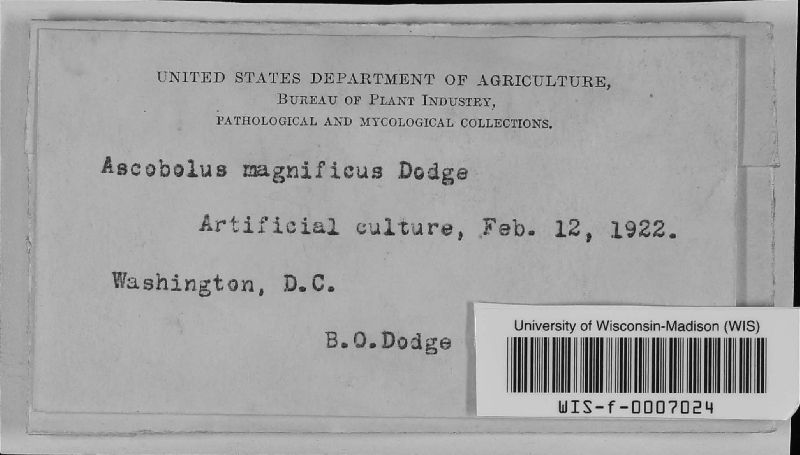 UNITED STATES DEPARTMENT OF AGRICULTURE,
BUREAU OF PLANT INDUSTRY,
PATHOLOGICAL AND MYCOLOGICAL COLLECTIONS.
Ascobolus magnificus Dodge
Artificial culture, Feb. 12, 1922.
Washington, D.C.
B.O.Dodge
University of Wisconsin-Madison (WIS)
WIS-f-0007024